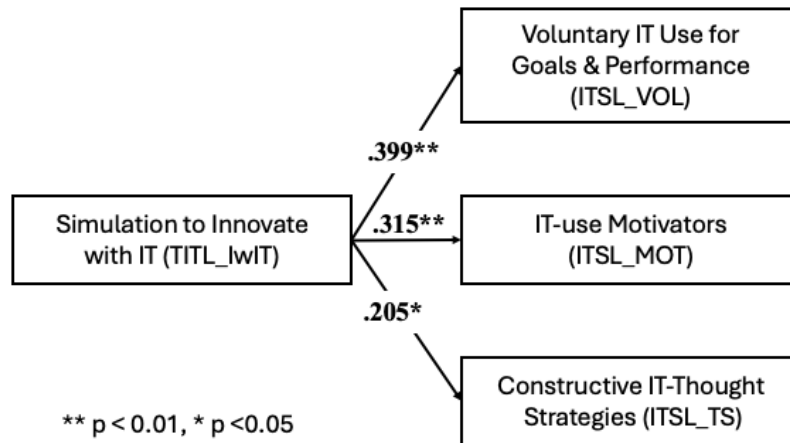 Voluntary IT Use for
Goals & Performance
(ITSL_VOL)
.399**
Simulation to Innovate
with IT (TITL_IwIT)
.315**
IT-use Motivators
(ITSL_MOT)
.205*
Constructive IT-Thought
Strategies (ITSL_TS)
** p < 0.01, * p <0.05